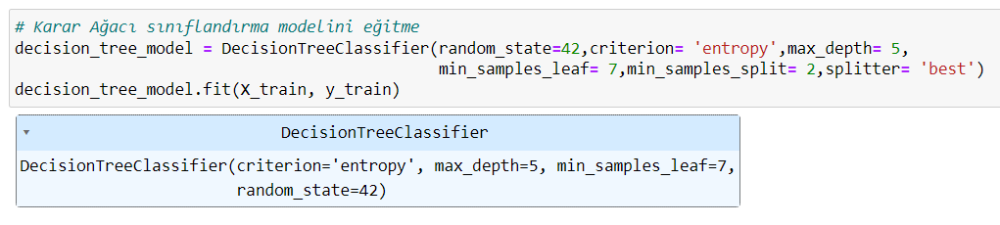 # Karar Ağacı sınıflandırma modelini eğitme
decision_tree_model = DecisionTreeClassifier(random_state=42,criterion= 'entropy',max_depth= 5,
min_samples_leaf= 7,min_samples_split= 2,splitter= 'best')
decision_tree_model.fit(X_train, y_train)
DecisionTreeClassifier
DecisionTreeClassifier(criterion='entropy', max_depth=5, min_samples_leaf=7,
random_state=42)